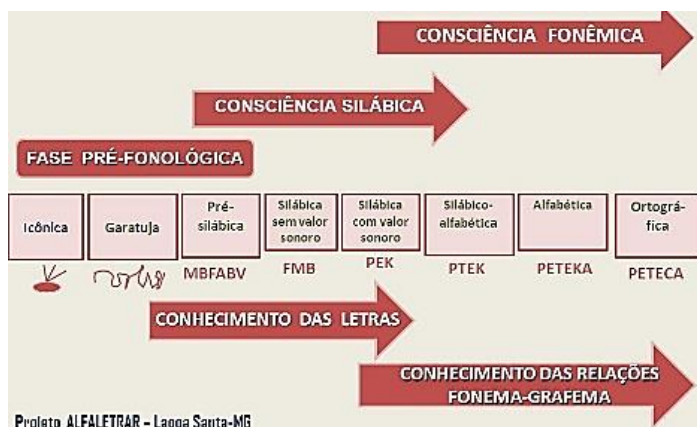 CONSCIÊNCIA FONÊMICA
CONSCIÊNCIA SILÁBICA
FASE PRÉ-FONOLÓGICA
Icônica
Garatuja
Pré-
silábica
Silábica
sem valor
sonoro
Silábica
com valor
sonoro
Silábico-
alfabética
Alfabética
Ortográ-
fica
MBFABV
FMB
PEK
PTEK
PETEKA
PETECA
CONHECIMENTO DAS LETRAS
CONHECIMENTO DAS RELAÇÕES
FONEMA-GRAFEMA
Projeto ALFALETRAR – Lagoa Santa-MG